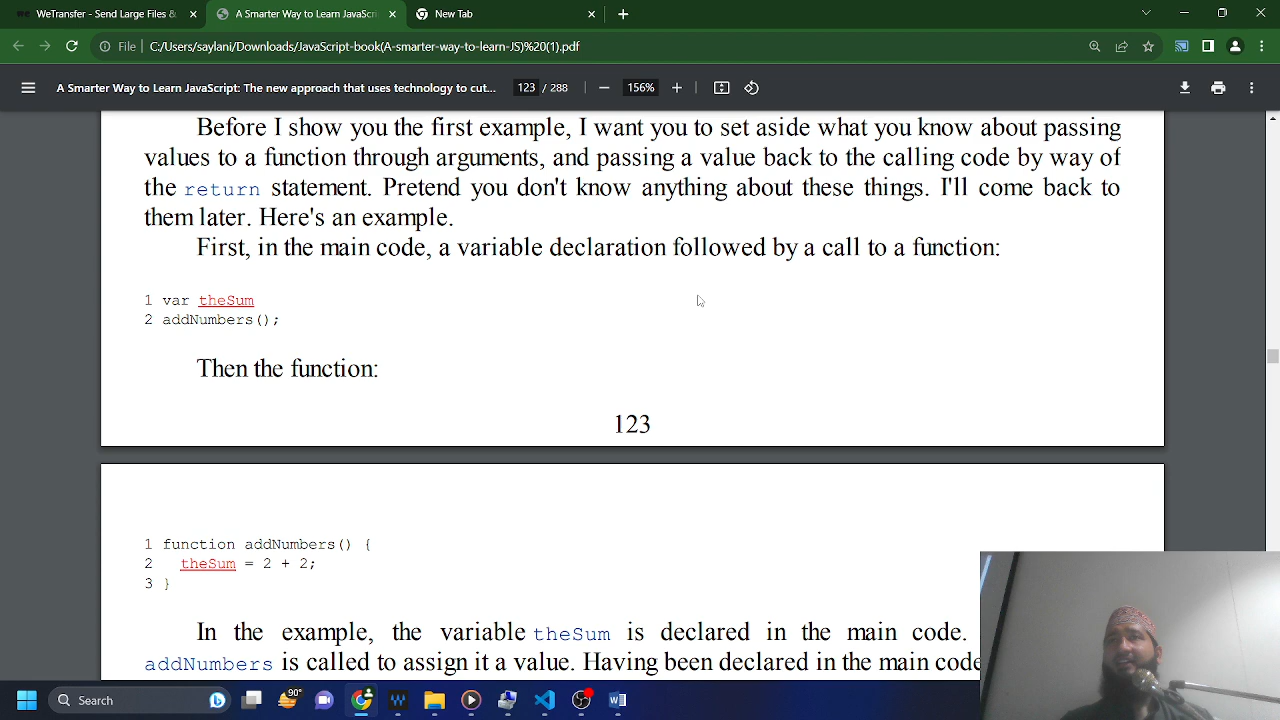 WeTransfer - Send Large Files &
A Smarter Way to Learn JavaScri
New Tab
File
C:/Users/saylani/Downloads/JavaScript-book(A-smarter-way-to-learn-JS)%20(1).pdf
A Smarter Way to Learn JavaScript: The new approach that uses technology to cut...
123 / 288
156%
Before I show you the first example, I want you to set aside what you know about passing
values to a function through arguments, and passing a value back to the calling code by way of
the return statement. Pretend you don't know anything about these things. I'll come back to
them later. Here's an example.
First, in the main code, a variable declaration followed by a call to a function:
1 var theSum
2 addNumbers();
Then the function:
123
1 function addNumbers() {
2 theSum = 2 + 2;
3 }
In the example, the variable theSum is declared in the main code.
addNumbers is called to assign it a value. Having been declared in the main code
90°
Search